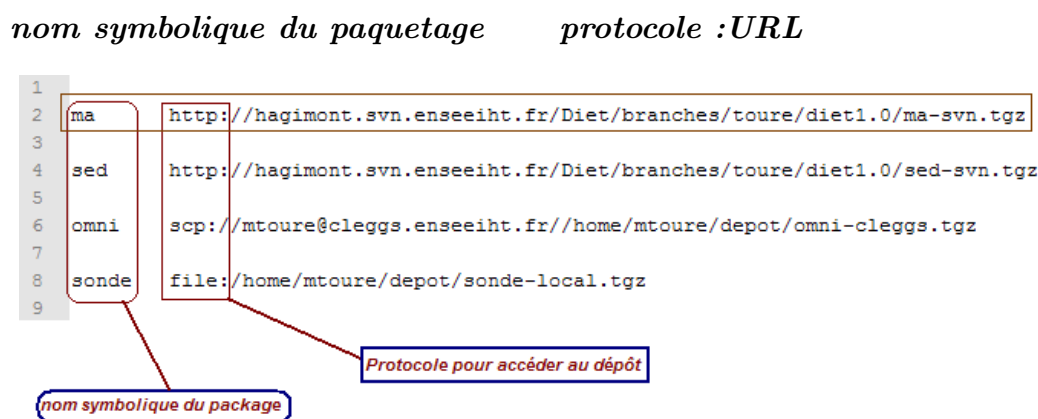 nom symbolique du paquetage protocole :URL
1
2 ma http://hagimont.svn.enseeiht.fr/Diet/branches/toure/diet1.0/ma-svn.tgz
3
4 sed http://hagimont.svn.enseeiht.fr/Diet/branches/toure/diet1.0/sed-svn.tgz
5
6 omni scp://mtoure@cleggs.enseeiht.fr//home/mtoure/depot/omni-cleggs.tgz
7
8 sonde file:/home/mtoure/depot/sonde-local.tgz
9
Protocole pour accéder au dépôt
nom symbolique du package